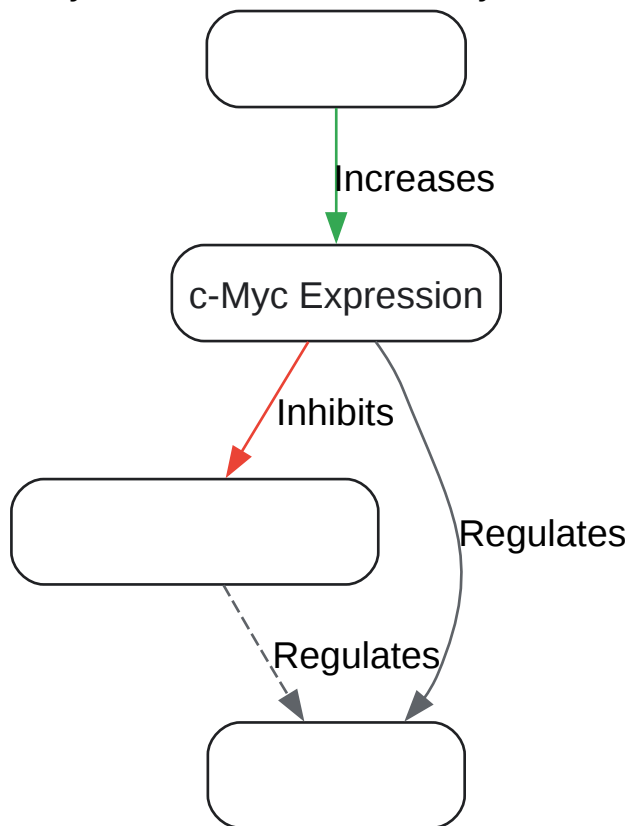 Increases
c-Myc Expression
Inhibits
Regulates
Regulates